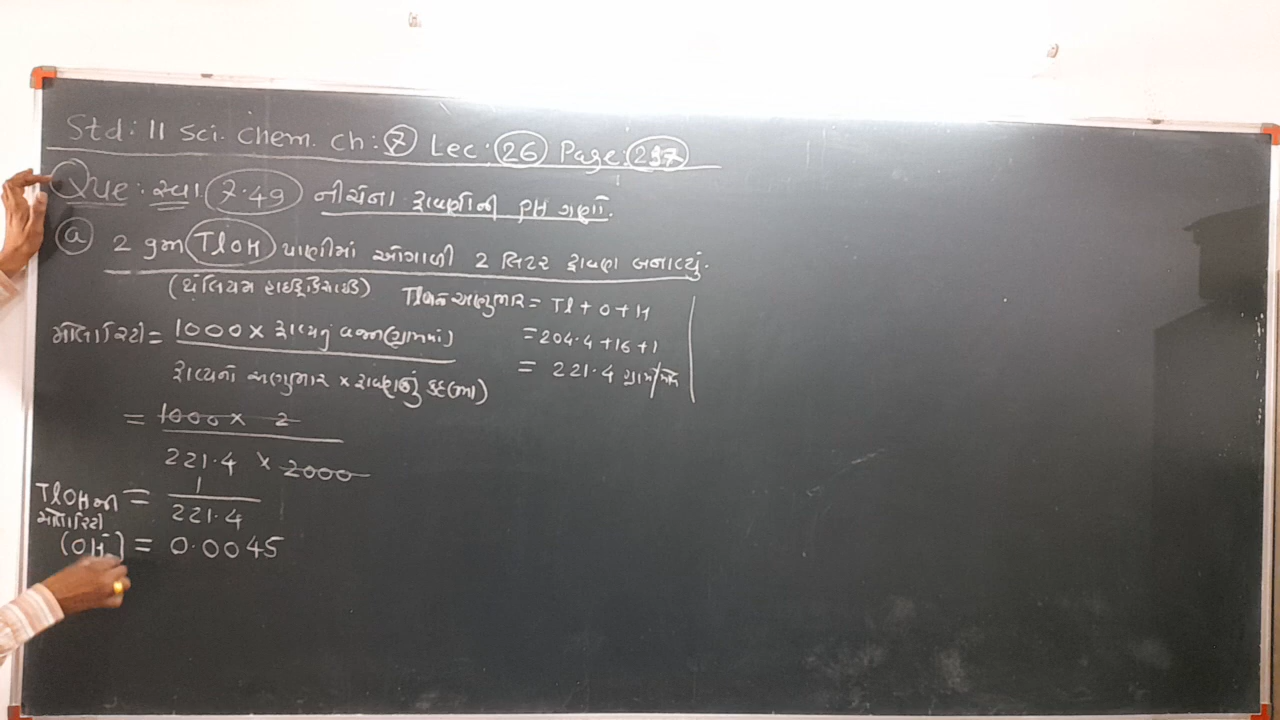 Std: 11 Sci. Chem. Ch: 7 Lec: 26 Page: 237
Que: સ્વા. 7.49 નીચેના દ્રાવણોની PH ગણો.
(a) 2 gm TlOH પાણીમાં ઓગાળી 2 લિટર દ્રાવણ બનાવ્યું.
(થેલિયમ હાઇડ્રોક્સાઇડ)
અણુભાર = Tl + O + H
= 204.4 + 16 + 1
= 221.4 ગ્રામ/મોલ
મોલારિટી = 1000 × દ્રાવ્યનું વજન(ગ્રામમાં)
દ્રાવ્યનો અણુભાર × દ્રાવણનું કદ
= 1000 × 2
221.4 × 2000
TlOH ની મોલારિટી = 1
221.4
(OH⁻) = 0.0045